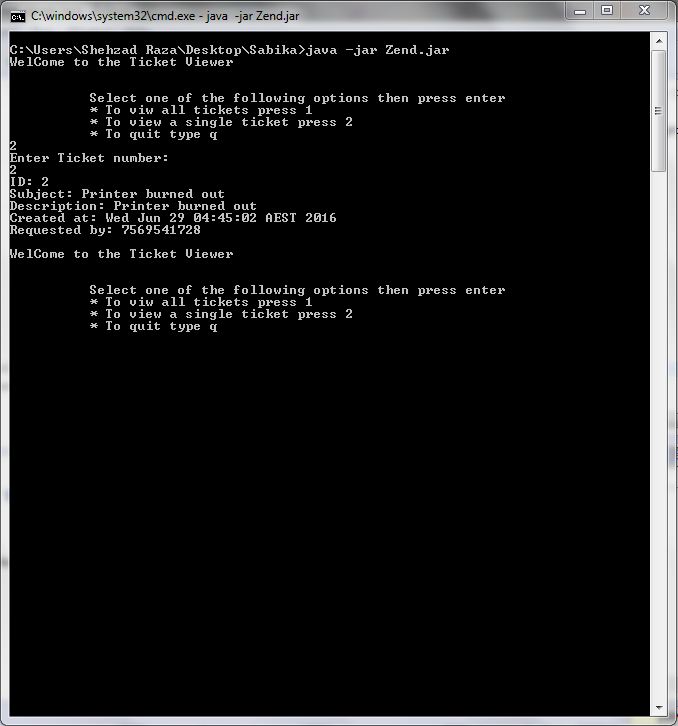 C:\windows\system32\cmd.exe - java -jar Zend.jar
C:\Users\Shehzad Raza\Desktop\Sabika>java -jar Zend.jar
WelCome to the Ticket Viewer
Select one of the following options then press enter
* To viw all tickets press 1
* To view a single ticket press 2
* To quit type q
2
Enter Ticket number:
2
ID: 2
Subject: Printer burned out
Description: Printer burned out
Created at: Wed Jun 29 04:45:02 AEST 2016
Requested by: 7569541728
WelCome to the Ticket Viewer
Select one of the following options then press enter
* To viw all tickets press 1
* To view a single ticket press 2
* To quit type q